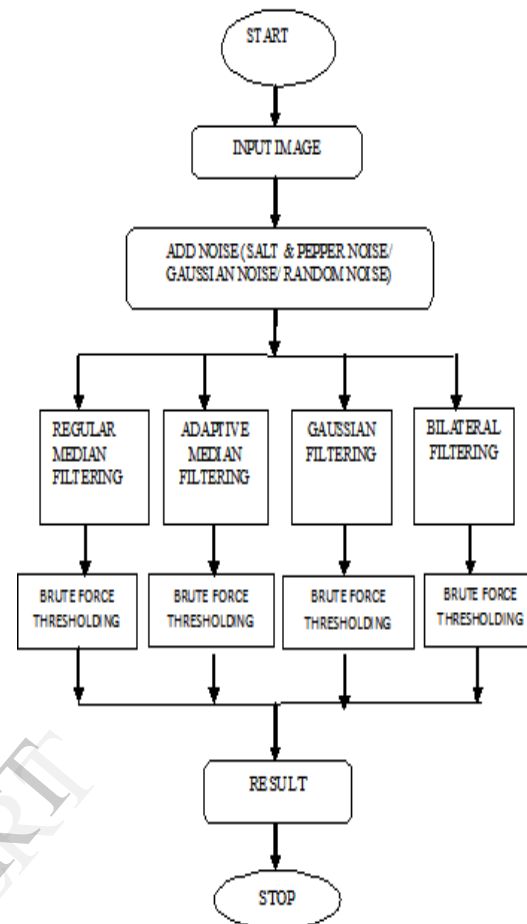 START
INPUT IMAGE
ADD NOISE (SALT & PEPPER NOISE/
GAUSSIAN NOISE/ RANDOM NOISE)
REGULAR
MEDIAN
FILTERING
ADAPTIVE
MEDIAN
FILTERING
GAUSSIAN
FILTERING
BILATERAL
FILTERING
BRUTE FORCE
THRESHOLDING
BRUTE FORCE
THRESHOLDING
BRUTE FORCE
THRESHOLDING
BRUTE FORCE
THRESHOLDING
RESULT
STOP